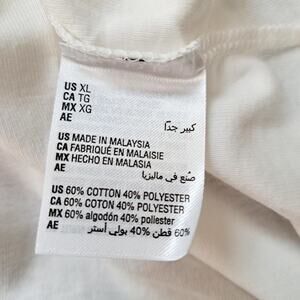 US XL
CA TG
MX XG
AE كبير جدًا
US MADE IN MALAYSIA
CA FABRIQUÉ EN MALAISIE
MX HECHO EN MALASIA
AE صنع في ماليزيا
US 60% COTTON 40% POLYESTER
CA 60% COTON 40% POLYESTER
MX 60% algodón 40% poliester
AE 60% قطن 40% بولي أستر